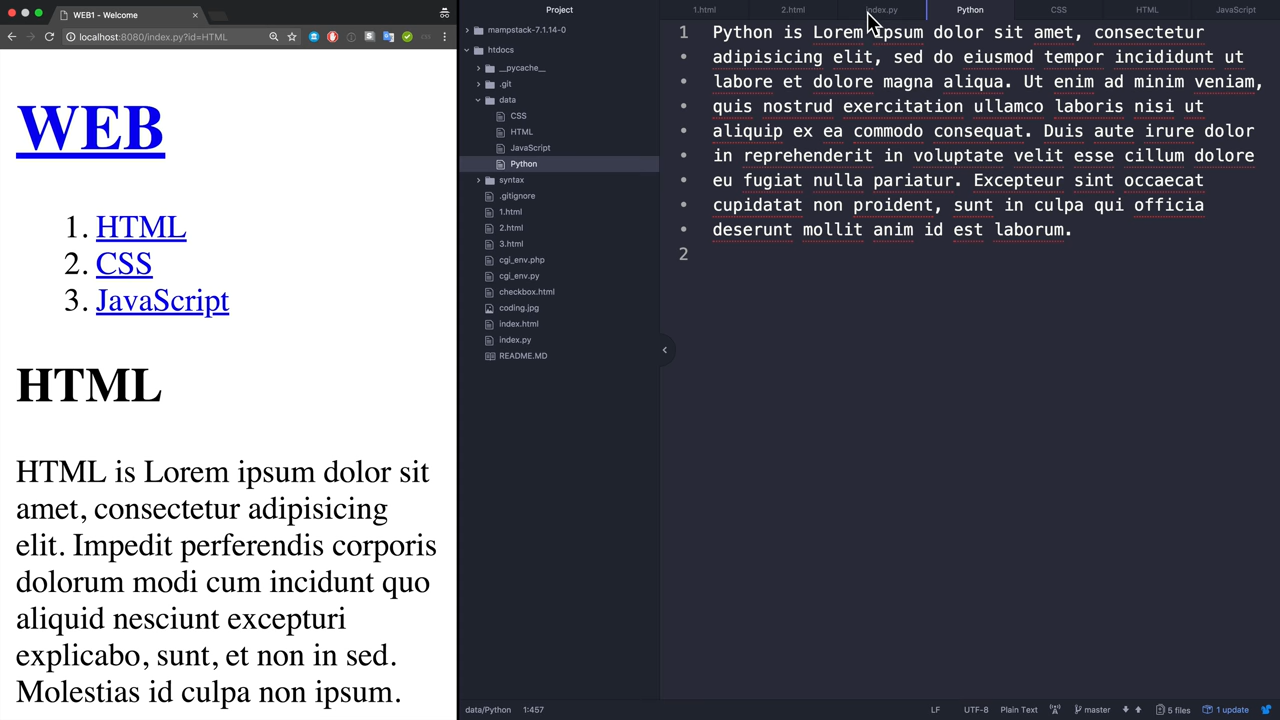 WEB1 - Welcome
localhost:8080/index.py?id=HTML
WEB
1. HTML
2. CSS
3. JavaScript
HTML
HTML is Lorem ipsum dolor sit
amet, consectetur adipisicing
elit. Impedit perferendis corporis
dolorum modi cum incidunt quo
aliquid nesciunt excepturi
explicabo, sunt, et non in sed.
Molestias id culpa non ipsum.
Project
mampstack-7.1.14-0
htdocs
__pycache__
.git
data
CSS
HTML
JavaScript
Python
syntax
.gitignore
1.html
2.html
3.html
cgi_env.php
cgi_env.py
checkbox.html
coding.jpg
index.html
index.py
README.MD
1.html 2.html index.py Python CSS HTML JavaScript
1 Python is Lorem ipsum dolor sit amet, consectetur
adipisicing elit, sed do eiusmod tempor incididunt ut
labore et dolore magna aliqua. Ut enim ad minim veniam,
quis nostrud exercitation ullamco laboris nisi ut
aliquip ex ea commodo consequat. Duis aute irure dolor
in reprehenderit in voluptate velit esse cillum dolore
eu fugiat nulla pariatur. Excepteur sint occaecat
cupidatat non proident, sunt in culpa qui officia
deserunt mollit anim id est laborum.
2
data/Python 1:457 LF UTF-8 Plain Text master 5 files 1 update